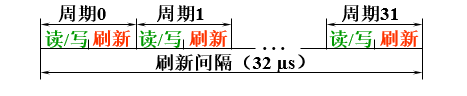 周期0 周期1 周期31
读/写 刷新 读/写 刷新 … 读/写 刷新
刷新间隔（32 μs）